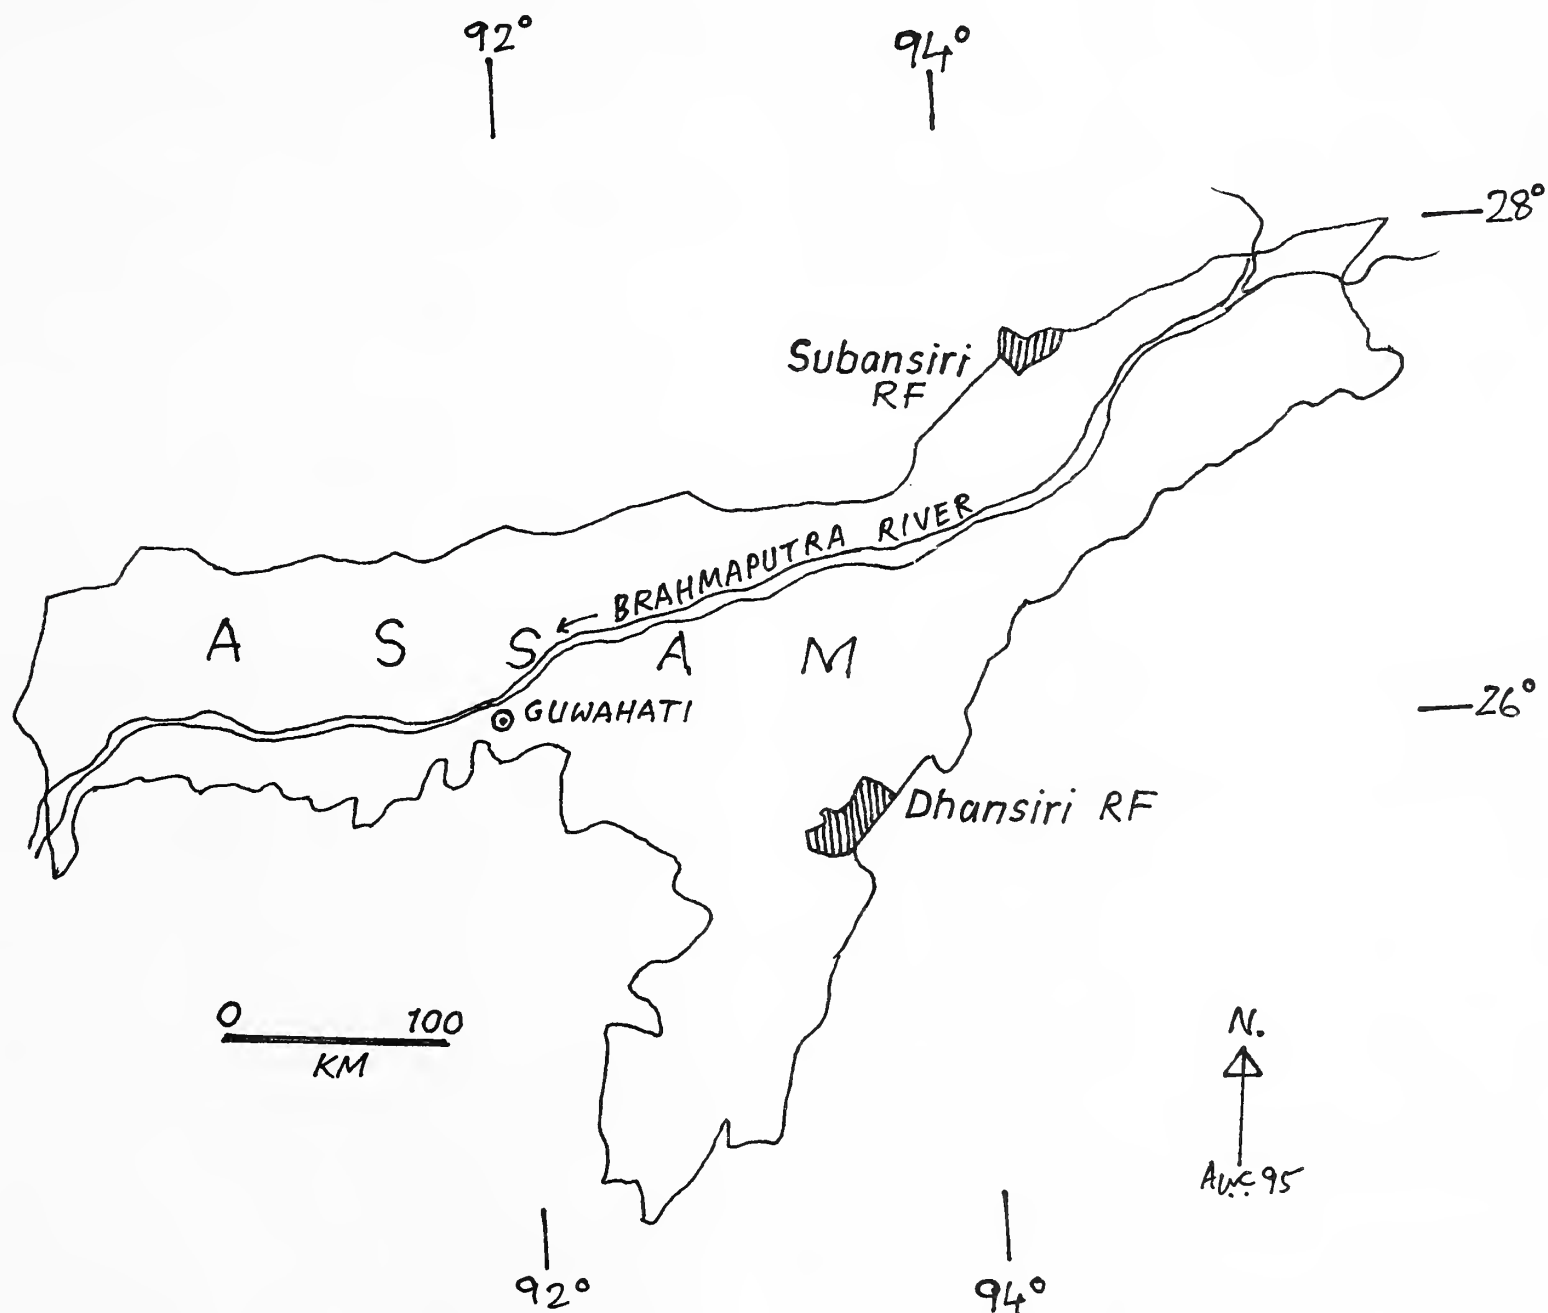 92°
94°
28°
Subansiri
RF
BRAHMAPUTRA RIVER
A S S A M
GUWAHATI
26°
Dhansiri RF
0 100
KM
N.
92°
94°